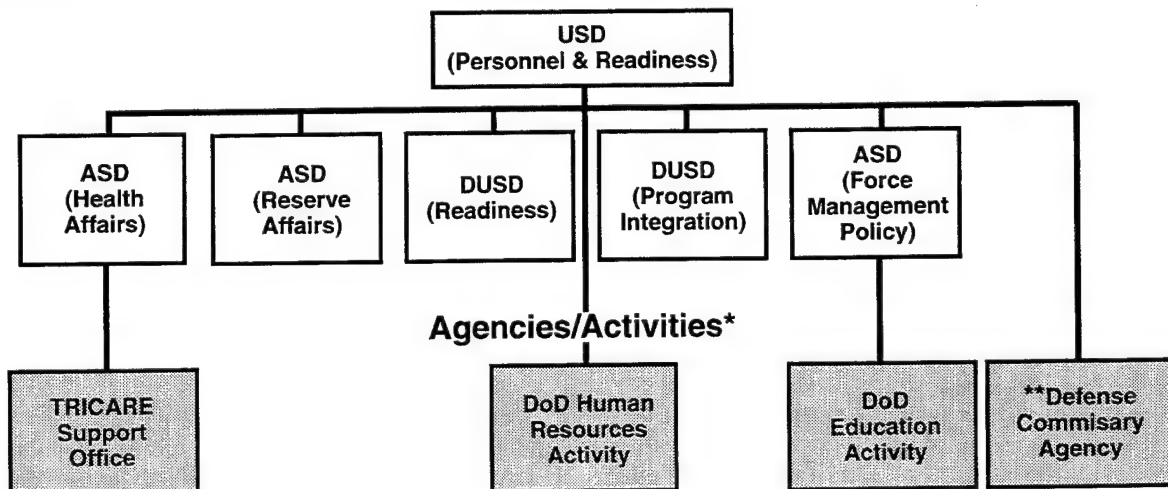 USD
(Personnel & Readiness)
ASD
(Health
Affairs)
ASD
(Reserve
Affairs)
DUSD
(Readiness)
DUSD
(Program
Integration)
ASD
(Force
Management
Policy)
Agencies/Activities*
TRICARE
Support
Office
DoD Human
Resources
Activity
DoD
Education
Activity
**Defense
Commisary
Agency